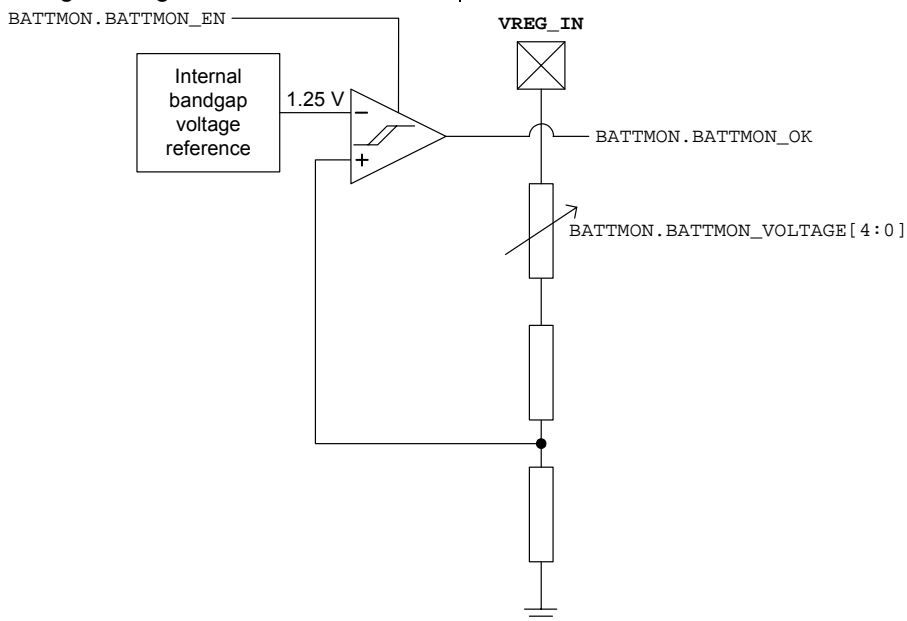 BATTMON.BATTMON_EN
VREG_IN
Internal
bandgap
voltage
reference
1.25 V
−
+
BATTMON.BATTMON_OK
BATTMON.BATTMON_VOLTAGE[4:0]